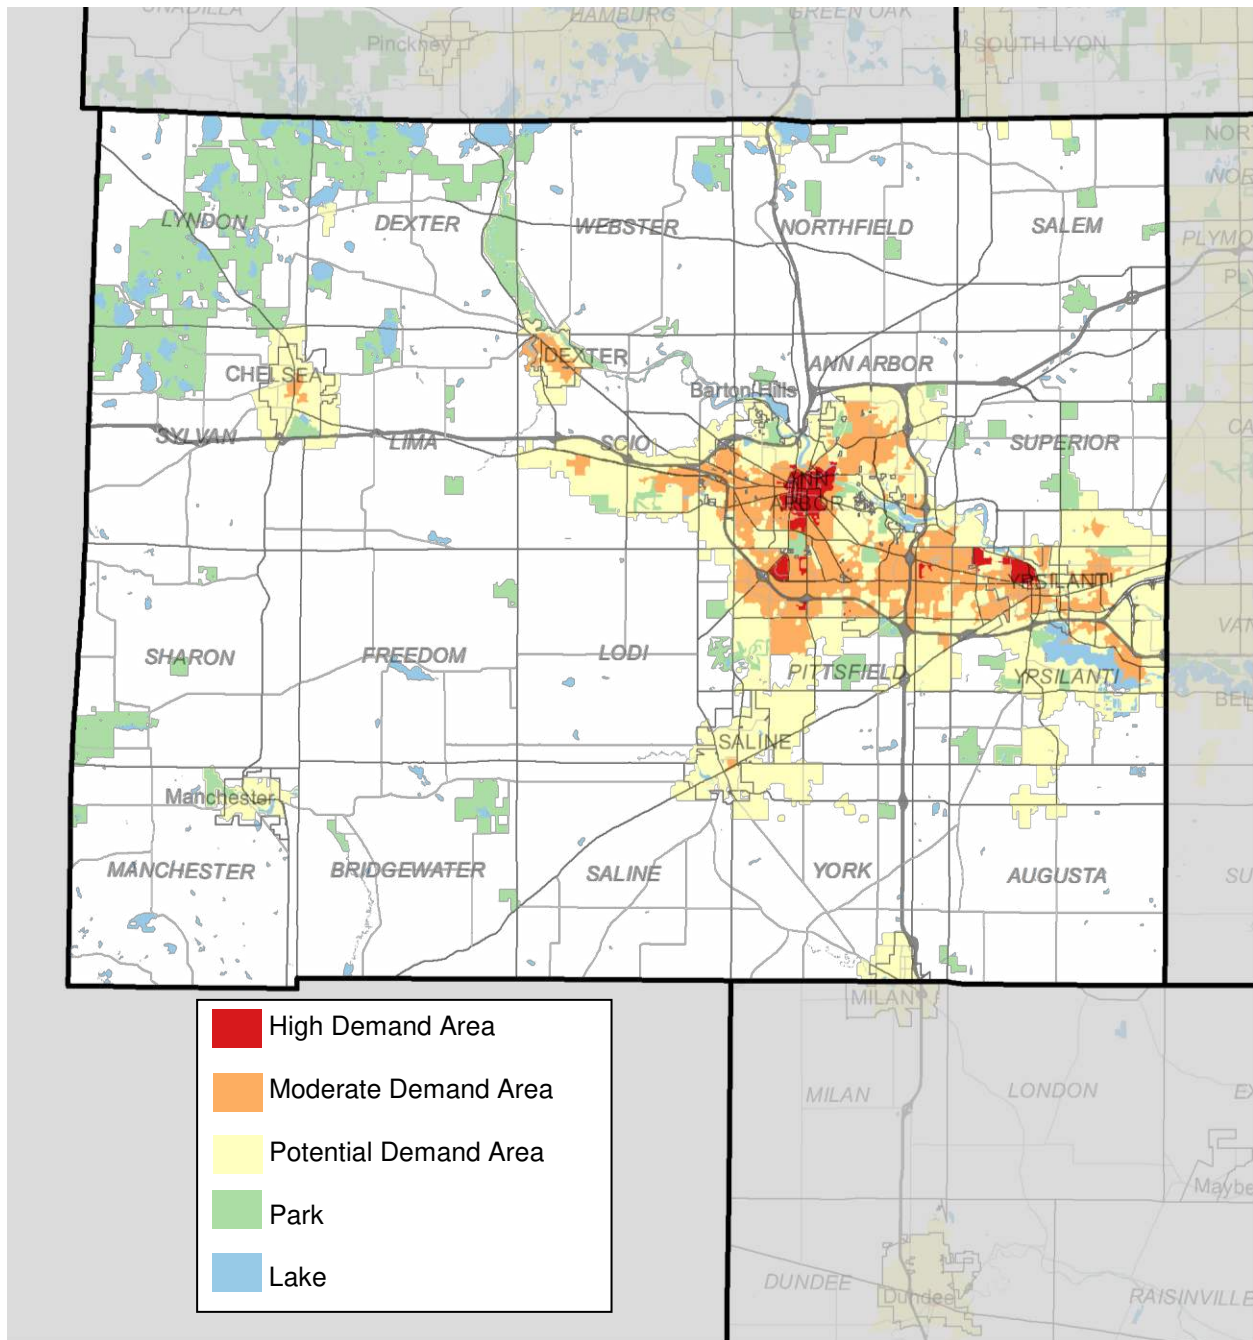 HAMBURG
GREEN OAK
Pinckney
SOUTH LYON
LYNDON
DEXTER
WEBSTER
NORTHFIELD
SALEM
DEXTER
ANN ARBOR
CHELSEA
Barton Hills
SYLVAN
LIMA
SCIO
SUPERIOR
ANN
ARBOR
YPSILANTI
SHARON
FREEDOM
LODI
PITTSFIELD
YPSILANTI
SALINE
Manchester
MANCHESTER
BRIDGEWATER
SALINE
YORK
AUGUSTA
MILAN
High Demand Area
Moderate Demand Area
Potential Demand Area
Park
Lake
MILAN
LONDON
DUNDEE
Dundee
RAISINVILLE